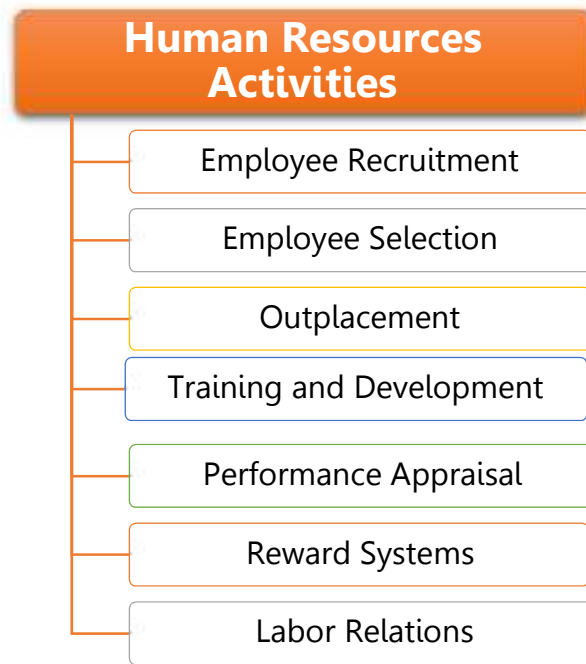 Human Resources
Activities
Employee Recruitment
Employee Selection
Outplacement
Training and Development
Performance Appraisal
Reward Systems
Labor Relations